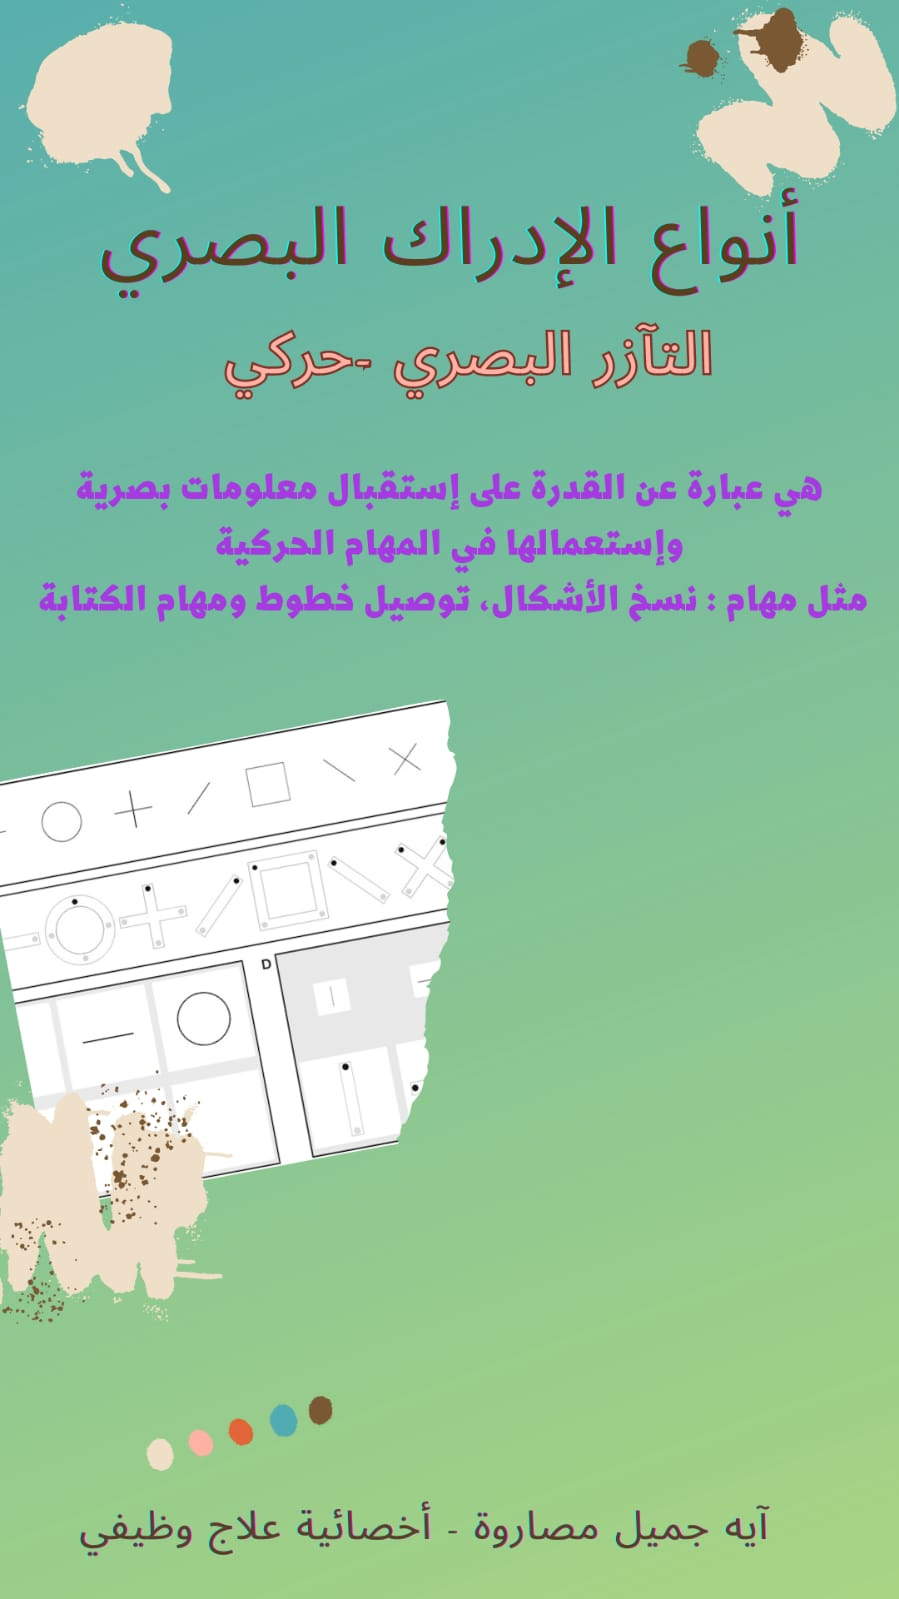 أنواع الإدراك البصري
التآزر البصري -حركي
هي عبارة عن القدرة على إستقبال معلومات بصرية
وإستعمالها في المهام الحركية
مثل مهام : نسخ الأشكال، توصيل خطوط ومهام الكتابة
D
آيه جميل مصاروة - أخصائية علاج وظيفي